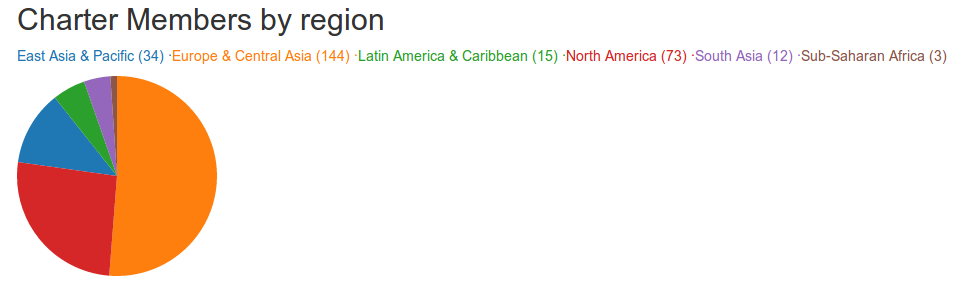 Charter Members by region
East Asia & Pacific (34) ·Europe & Central Asia (144) ·Latin America & Caribbean (15) ·North America (73) ·South Asia (12) ·Sub-Saharan Africa (3)